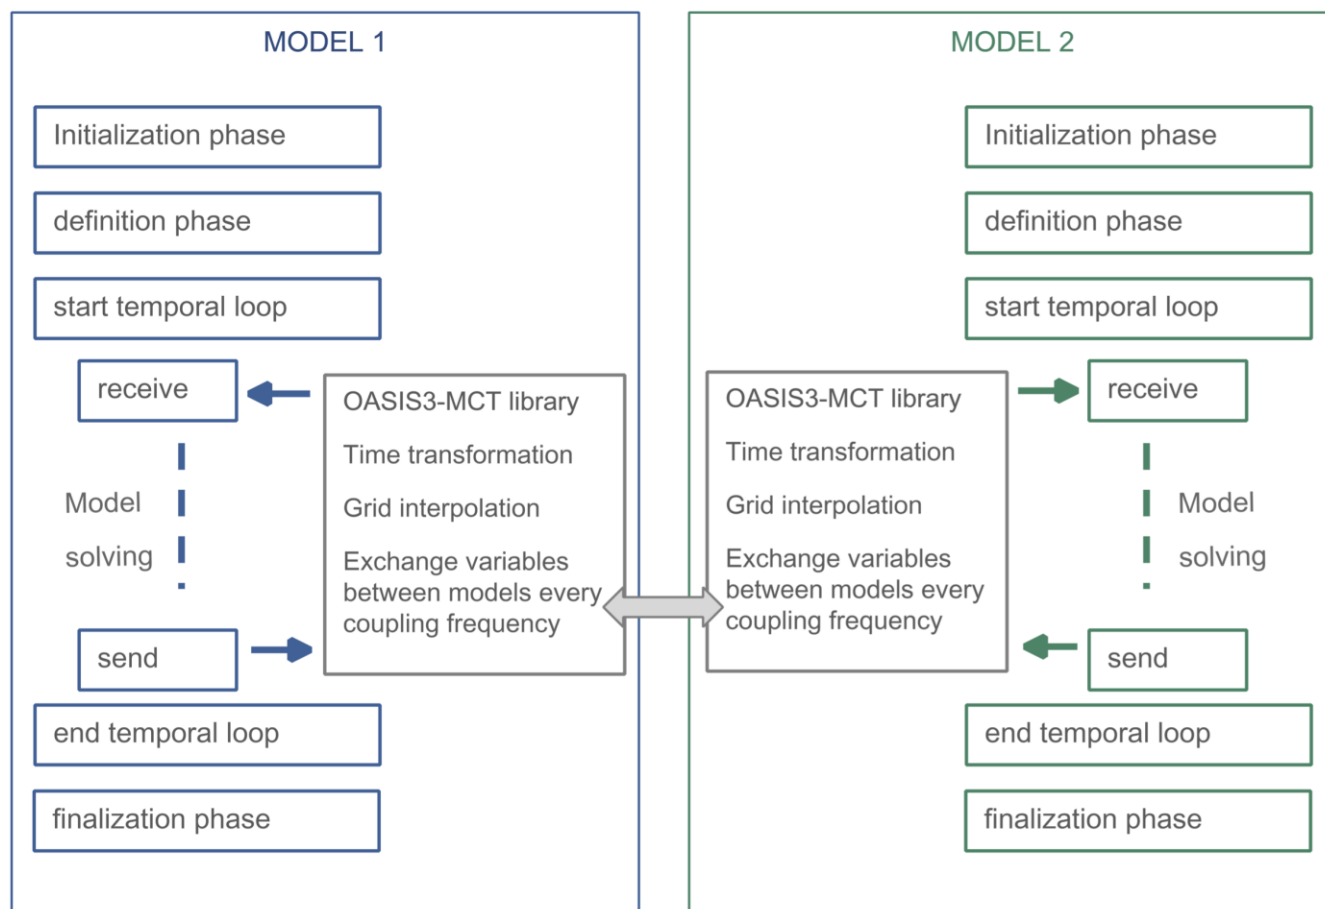 MODEL 1
Initialization phase
definition phase
start temporal loop
receive
OASIS3-MCT library
Time transformation
Model
solving
Grid interpolation
Exchange variables
between models every
coupling frequency
send
end temporal loop
finalization phase
MODEL 2
Initialization phase
definition phase
start temporal loop
OASIS3-MCT library
receive
Time transformation
Grid interpolation
Model
solving
Exchange variables
between models every
coupling frequency
send
end temporal loop
finalization phase